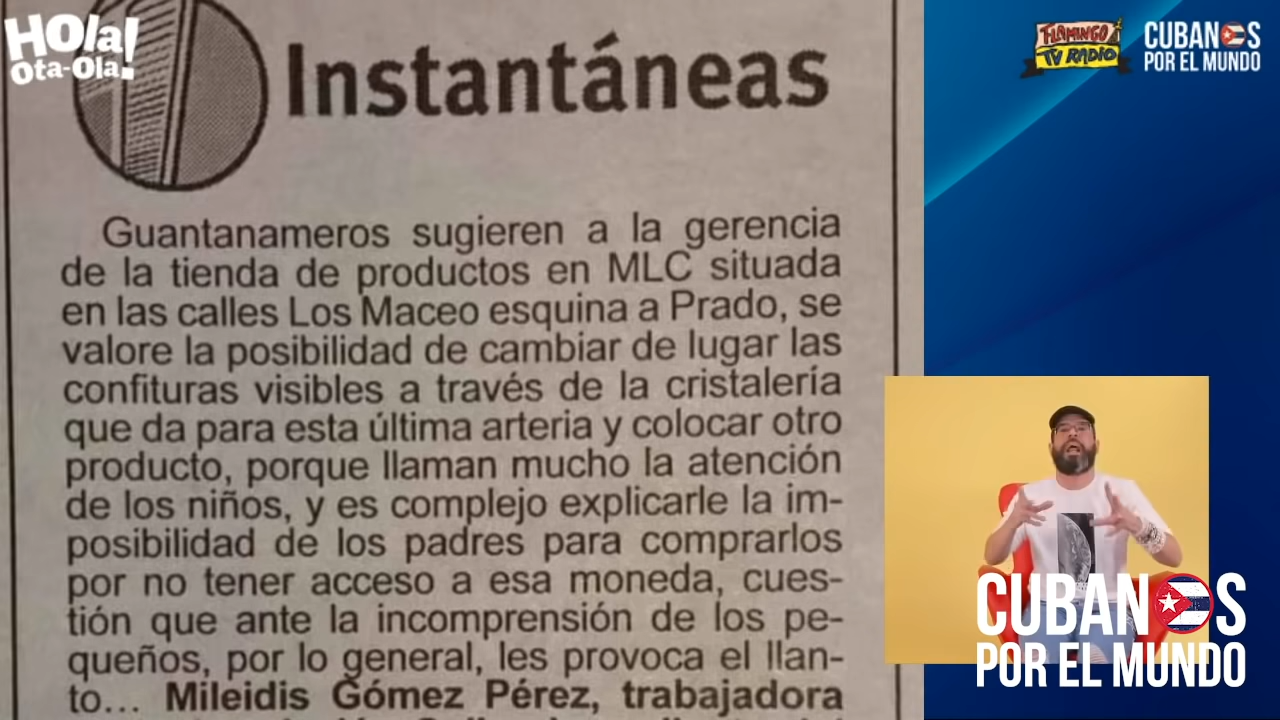 HOla!
Ota-Ola!
Instantáneas
Guantanameros sugieren a la gerencia
de la tienda de productos en MLC situada
en las calles Los Maceo esquina a Prado, se
valore la posibilidad de cambiar de lugar las
confituras visibles a través de la cristalería
que da para esta última arteria y colocar otro
producto, porque llaman mucho la atención
de los niños, y es complejo explicarle la im-
posibilidad de los padres para comprarlos
por no tener acceso a esa moneda, cues-
tión que ante la incomprensión de los pe-
queños, por lo general, les provoca el llan-
to... Mileidis Gómez Pérez, trabajadora
FLAMINGO
TV RADIO
CUBANOS
POR EL MUNDO
CUBANOS
POR EL MUNDO